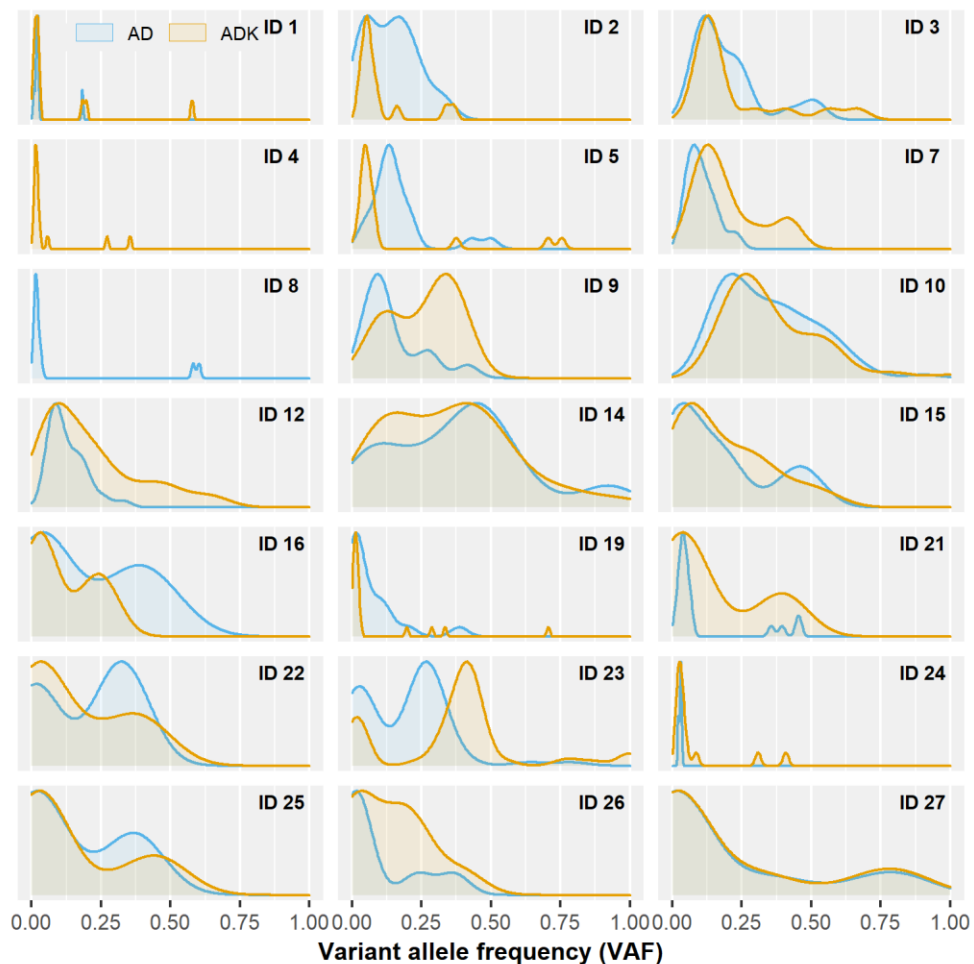 AD ADK ID 1 ID 2 ID 3
ID 4 ID 5 ID 7
ID 8 ID 9 ID 10
ID 12 ID 14 ID 15
ID 16 ID 19 ID 21
ID 22 ID 23 ID 24
ID 25 ID 26 ID 27
0.00 0.25 0.50 0.75 1.00 0.00 0.25 0.50 0.75 1.00 0.00 0.25 0.50 0.75 1.00
Variant allele frequency (VAF)